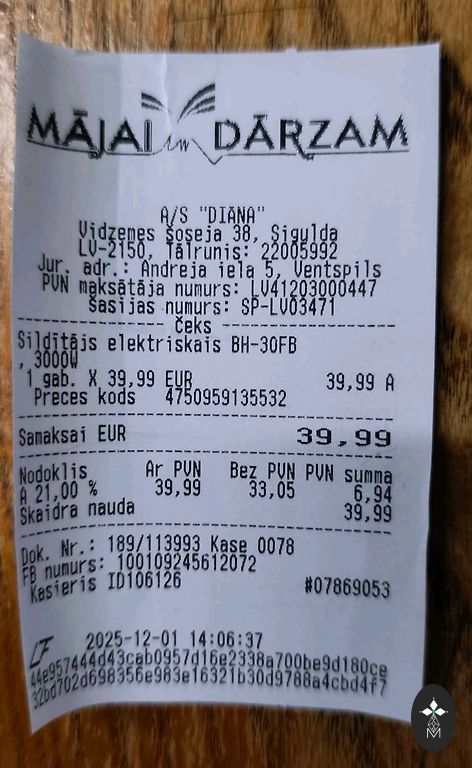 MĀJAI un DĀRZAM
A/S "DIĀNA"
Vidzemes šoseja 38, Sigulda
LV-2150, Tālrunis: 22005992
Jur. adr.: Andreja iela 5, Ventspils
PVN maksātāja numurs: LV41203000447
Sasijas numurs: SP-LV03471
Čeks
Sildītājs elektriskais BH-30FB
, 3000W
1 gab. X 39,99 EUR 39,99 A
Preces kods 4750959135532
Samaksai EUR 39,99
Nodoklis Ar PVN Bez PVN PVN summa
A 21,00 % 39,99 33,05 6,94
Skaidra nauda 39,99
Dok. Nr.: 189/113993 Kase 0078
FB numurs: 100109245612072
Kasieris ID106126 #07869053
LF 2025-12-01 14:06:37
44e957444d43cab0957d16e2338a700be9d180ce
32bd702d698356e983e16321b30d9788a4cbd4f7
M